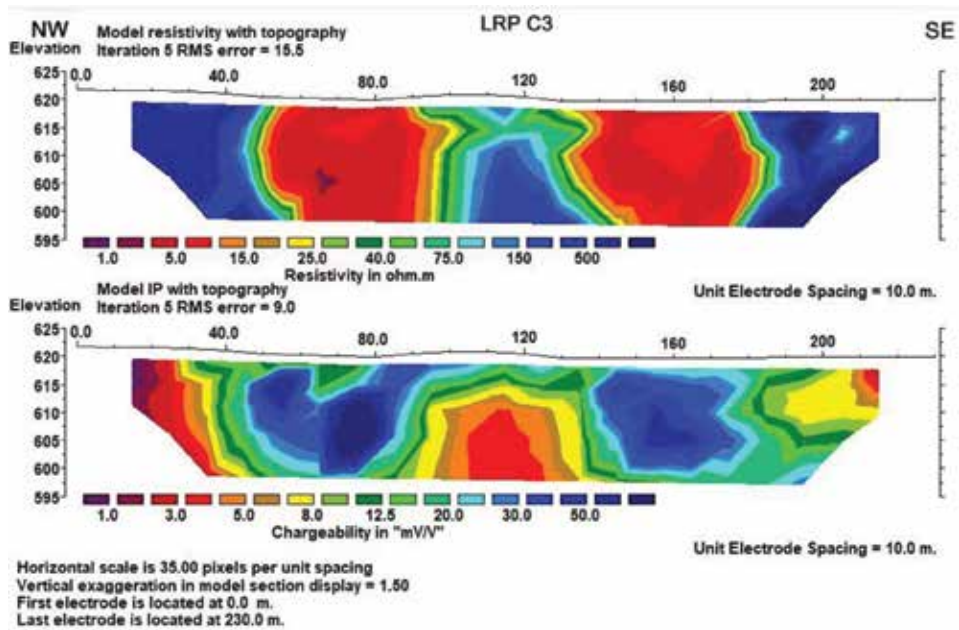 LRP C3
NW
SE
Model resistivity with topography
Elevation Iteration 5 RMS error = 15.5
625 0.0 40.0 80.0 120 160 200
620
615
610
605
600
595
1.0 5.0 15.0 25.0 40.0 75.0 150 500
Resistivity in ohm.m
Unit Electrode Spacing = 10.0 m.
Model IP with topography
Elevation Iteration 5 RMS error = 9.0
625 0.0 40.0 80.0 120 160 200
620
615
610
605
600
595
1.0 3.0 5.0 8.0 12.5 20.0 30.0 50.0
Chargeability in "mV/V"
Unit Electrode Spacing = 10.0 m.
Horizontal scale is 35.00 pixels per unit spacing
Vertical exaggeration in model section display = 1.50
First electrode is located at 0.0 m.
Last electrode is located at 230.0 m.